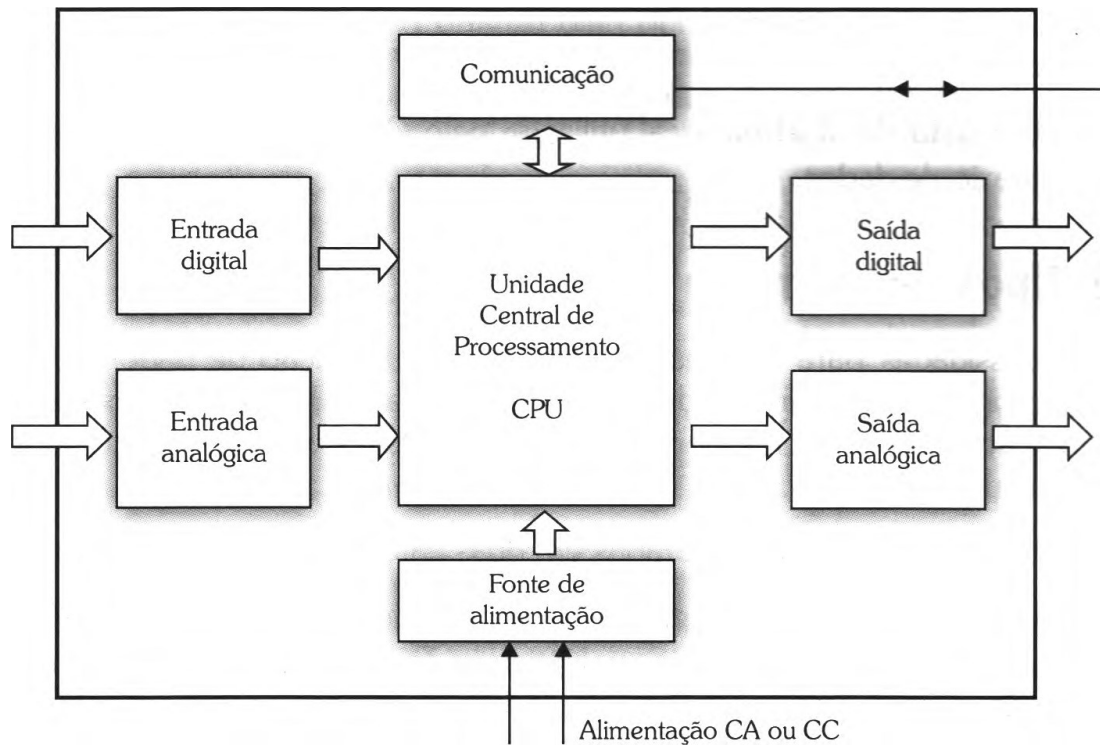 Comunicação
Entrada
digital
Unidade
Central de
Processamento
CPU
Saída
digital
Entrada
analógica
Saída
analógica
Fonte de
alimentação
Alimentação CA ou CC